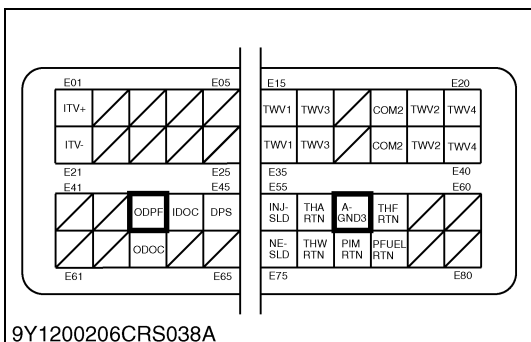 E01 E05 E15 E20
ITV+ TWV1 TWV3 COM2 TWV2 TWV4
ITV- TWV1 TWV3 COM2 TWV2 TWV4
E21 E25 E35 E40
E41 E45 E55 E60
ODPF IDOC DPS INJ-
SLD THA
RTN A-
GND3 THF
RTN
ODOC NE-
SLD THW
RTN PIM
RTN PFUEL
RTN
E61 E65 E75 E80
9Y1200206CRS038A